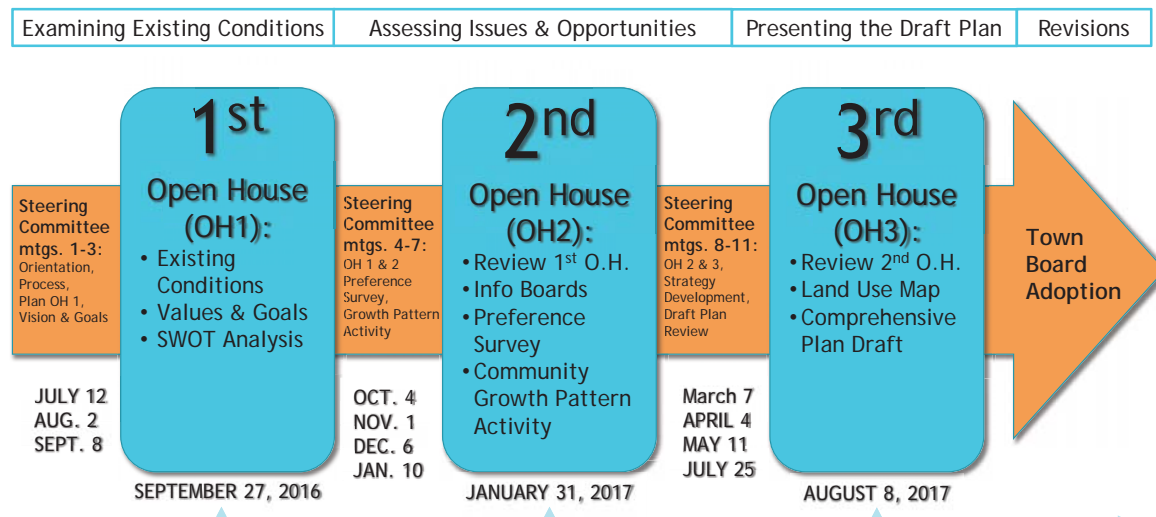 Examining Existing Conditions
Assessing Issues & Opportunities
Presenting the Draft Plan
Revisions
Steering
Committee
mtgs. 1-3:
Orientation,
Process,
Plan OH 1,
Vision & Goals
JULY 12
AUG. 2
SEPT. 8
1st
Open House
(OH1):
• Existing
Conditions
• Values & Goals
• SWOT Analysis
SEPTEMBER 27, 2016
Steering
Committee
mtgs. 4-7:
OH 1 & 2
Preference
Survey,
Growth Pattern
Activity
OCT. 4
NOV. 1
DEC. 6
JAN. 10
2nd
Open House
(OH2):
• Review 1st O.H.
• Info Boards
• Preference
Survey
• Community
Growth Pattern
Activity
JANUARY 31, 2017
Steering
Committee
mtgs. 8-11:
OH 2 & 3,
Strategy
Development,
Draft Plan
Review
March 7
APRIL 4
MAY 11
JULY 25
3rd
Open House
(OH3):
• Review 2nd O.H.
• Land Use Map
• Comprehensive
Plan Draft
AUGUST 8, 2017
Town
Board
Adoption